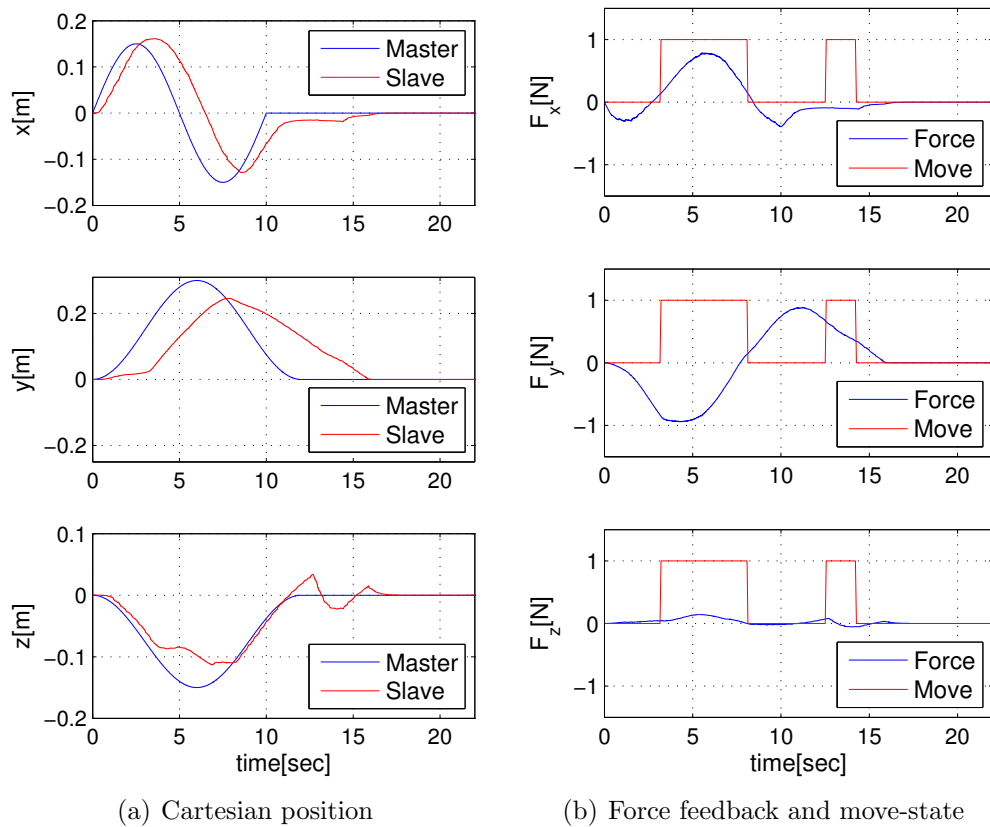 0.2
0.1
0
−0.1
−0.2
x[m]
Master
Slave
0 5 10 15 20
0.2
0
−0.2
y[m]
Master
Slave
0 5 10 15 20
0.1
0
−0.1
−0.2
z[m]
Master
Slave
0 5 10 15 20
time[sec]
(a) Cartesian position
1
0
−1
F_x[N]
Force
Move
0 5 10 15 20
1
0
−1
F_y[N]
Force
Move
0 5 10 15 20
1
0
−1
F_z[N]
Force
Move
0 5 10 15 20
time[sec]
(b) Force feedback and move-state